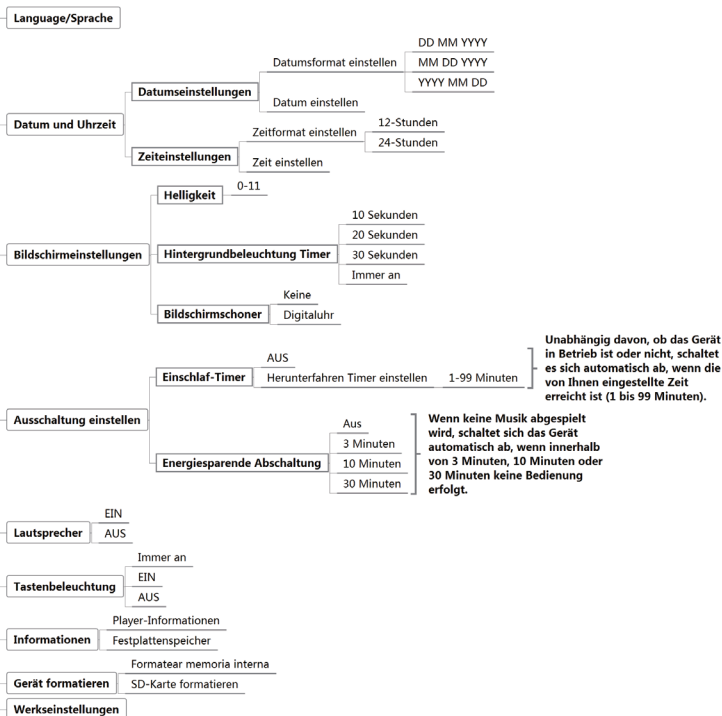 Language/Sprache
Datum und Uhrzeit
Datumseinstellungen
Datumsformat einstellen
DD MM YYYY
MM DD YYYY
YYYY MM DD
Datum einstellen
Zeiteinstellungen
Zeitformat einstellen
12-Stunden
24-Stunden
Zeit einstellen
Bildschirmeinstellungen
Helligkeit
0-11
Hintergrundbeleuchtung Timer
10 Sekunden
20 Sekunden
30 Sekunden
Immer an
Bildschirmschoner
Keine
Digitaluhr
Ausschaltung einstellen
Einschlaf-Timer
AUS
Herunterfahren Timer einstellen
1-99 Minuten
Unabhängig davon, ob das Gerät
in Betrieb ist oder nicht, schaltet
es sich automatisch ab, wenn die
von Ihnen eingestellte Zeit
erreicht ist (1 bis 99 Minuten).
Energiesparende Abschaltung
Aus
3 Minuten
10 Minuten
30 Minuten
Wenn keine Musik abgespielt
wird, schaltet sich das Gerät
automatisch ab, wenn innerhalb
von 3 Minuten, 10 Minuten oder
30 Minuten keine Bedienung
erfolgt.
Lautsprecher
EIN
AUS
Tastenbeleuchtung
Immer an
EIN
AUS
Informationen
Player-Informationen
Festplattenspeicher
Gerät formatieren
Formatear memoria interna
SD-Karte formatieren
Werkseinstellungen